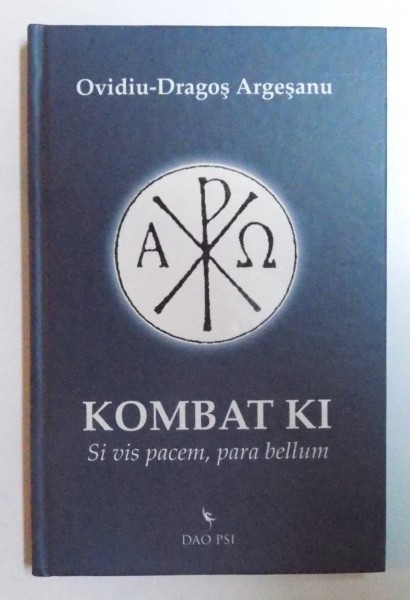 Ovidiu-Dragoş Argeşanu
Α Ω
KOMBAT KI
Si vis pacem, para bellum
DAO PSI